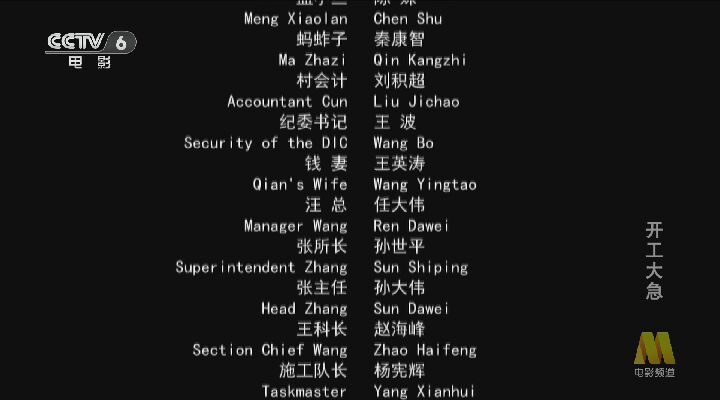 Meng Xiaolan Chen Shu
蚂蚱子 秦康智
Ma Zhazi Qin Kangzhi
村会计 刘积超
Accountant Cun Liu Jichao
纪委书记 王 波
Security of the DIC Wang Bo
钱 妻 王英涛
Qian's Wife Wang Yingtao
汪 总 任大伟
Manager Wang Ren Dawei
张所长 孙世平
Superintendent Zhang Sun Shiping
张主任 孙大伟
Head Zhang Sun Dawei
王科长 赵海峰
Section Chief Wang Zhao Haifeng
施工队长 杨宪辉
Taskmaster Yang Xianhui
CCTV 6
电影
开工大急
电影频道